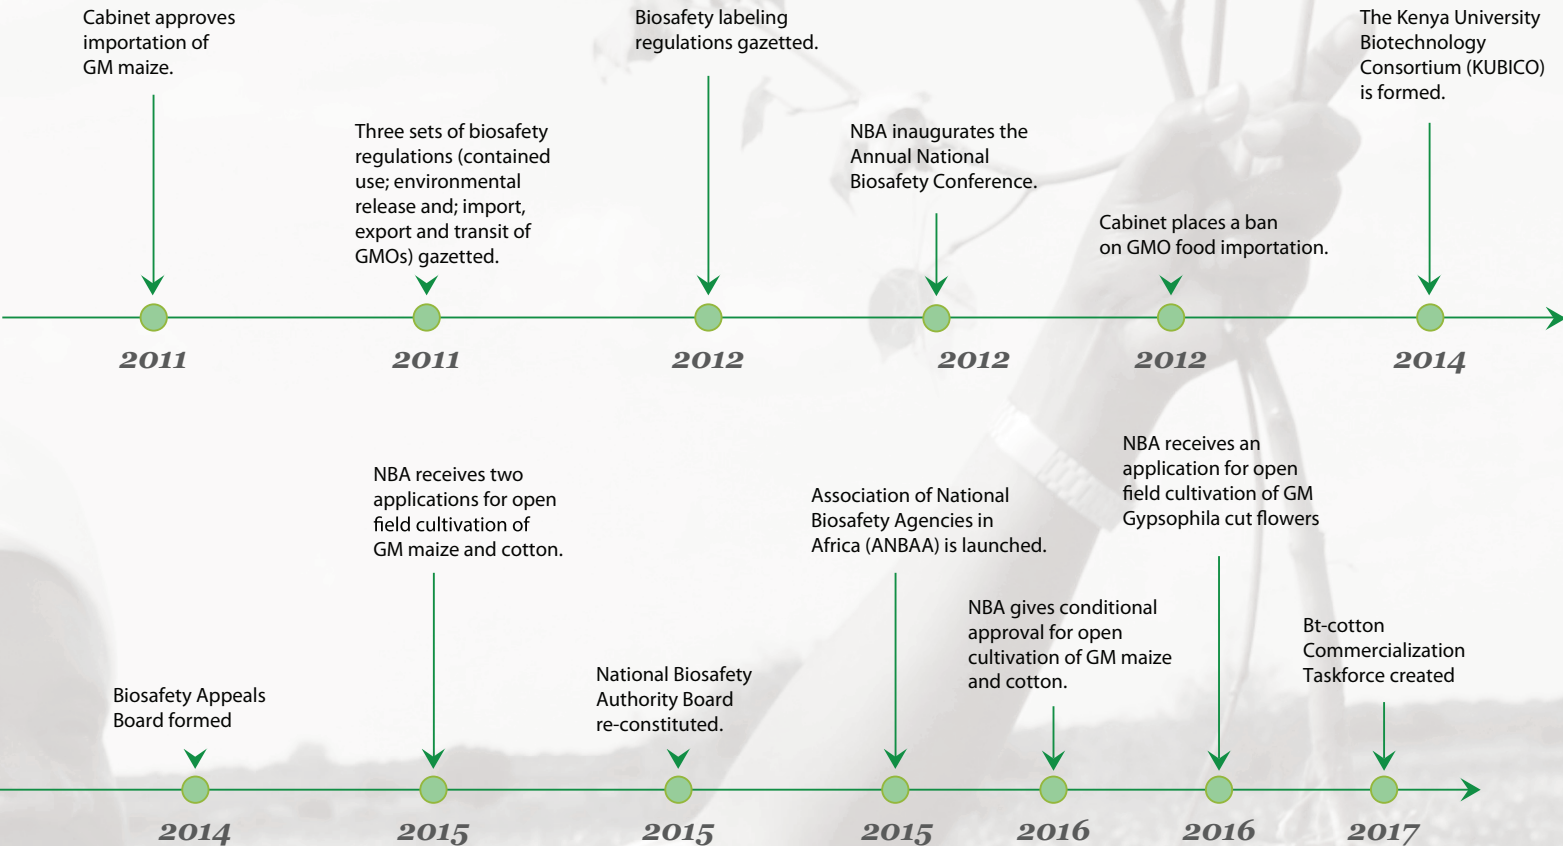 Cabinet approves
importation of
GM maize.
Three sets of biosafety
regulations (contained
use; environmental
release and; import,
export and transit of
GMOs) gazetted.
Biosafety labeling
regulations gazetted.
NBA inaugurates the
Annual National
Biosafety Conference.
Cabinet places a ban
on GMO food importation.
The Kenya University
Biotechnology
Consortium (KUBICO)
is formed.
2011
2011
2012
2012
2012
2014
Biosafety Appeals
Board formed
NBA receives two
applications for open
field cultivation of
GM maize and cotton.
National Biosafety
Authority Board
re-constituted.
Association of National
Biosafety Agencies in
Africa (ANBAA) is launched.
NBA gives conditional
approval for open
cultivation of GM maize
and cotton.
NBA receives an
application for open
field cultivation of GM
Gypsophila cut flowers
Bt-cotton
Commercialization
Taskforce created
2014
2015
2015
2015
2016
2016
2017